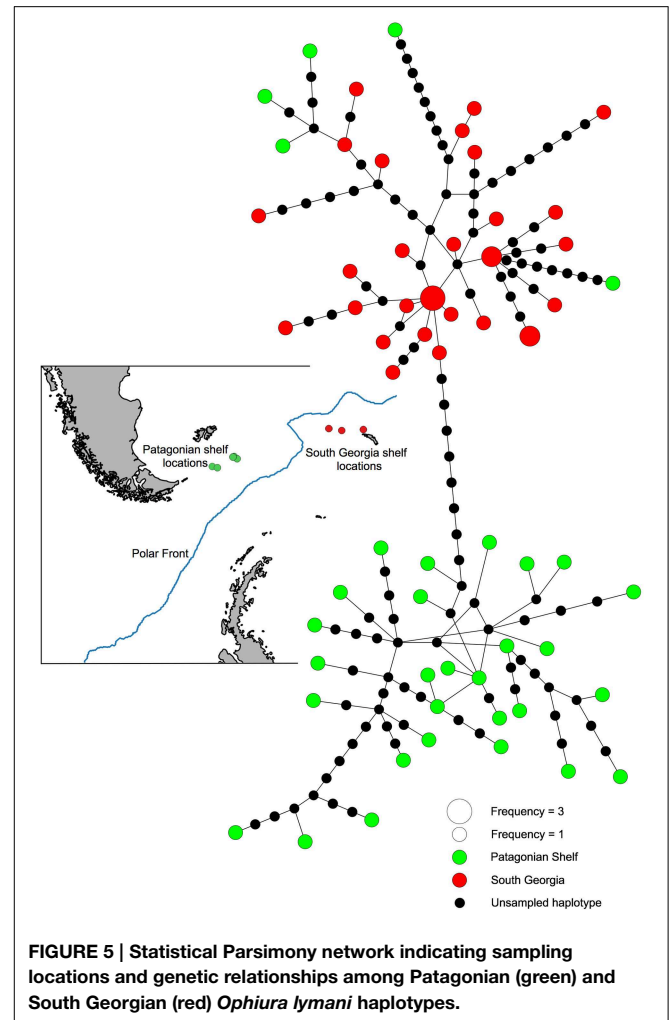 Patagonian shelf
locations
South Georgia shelf
locations
Polar Front
Frequency = 3
Frequency = 1
Patagonian Shelf
South Georgia
Unsampled haplotype
FIGURE 5 | Statistical Parsimony network indicating sampling
locations and genetic relationships among Patagonian (green) and
South Georgian (red) Ophiura lymani haplotypes.